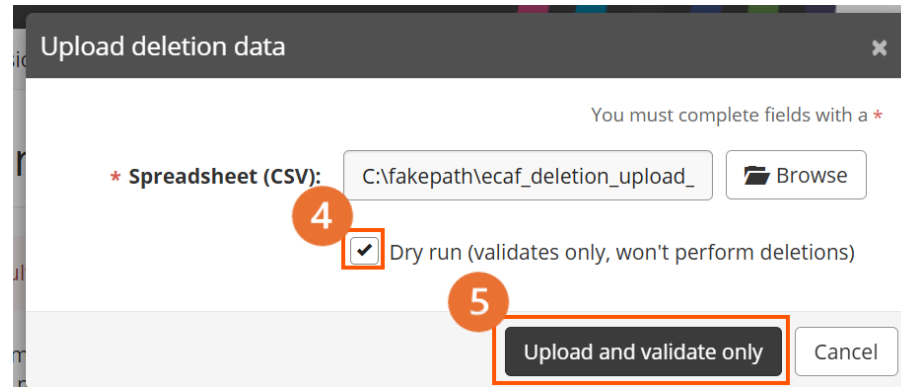 Upload deletion data ×
You must complete fields with a *
* Spreadsheet (CSV): C:\fakepath\ecaf_deletion_upload_ Browse
4
Dry run (validates only, won't perform deletions)
5
Upload and validate only Cancel